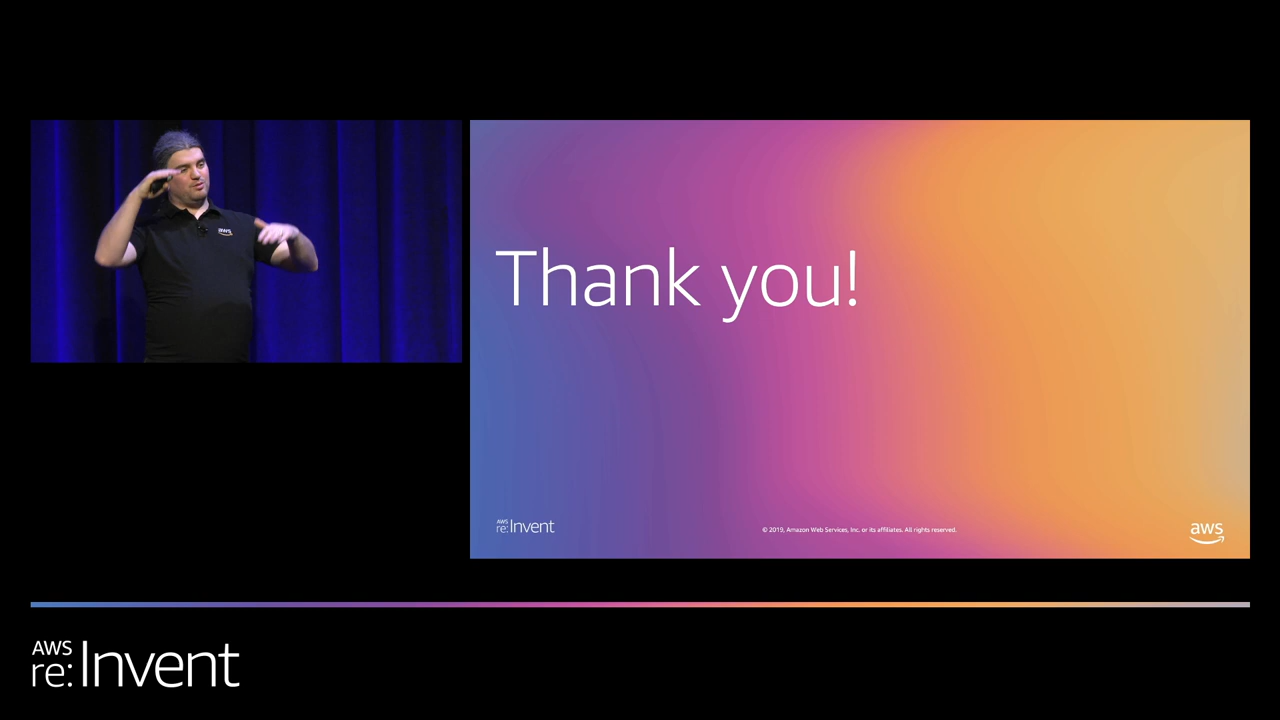 aws
Thank you!
AWS
re:Invent
© 2019, Amazon Web Services, Inc. or its affiliates. All rights reserved.
aws
AWS
re:Invent